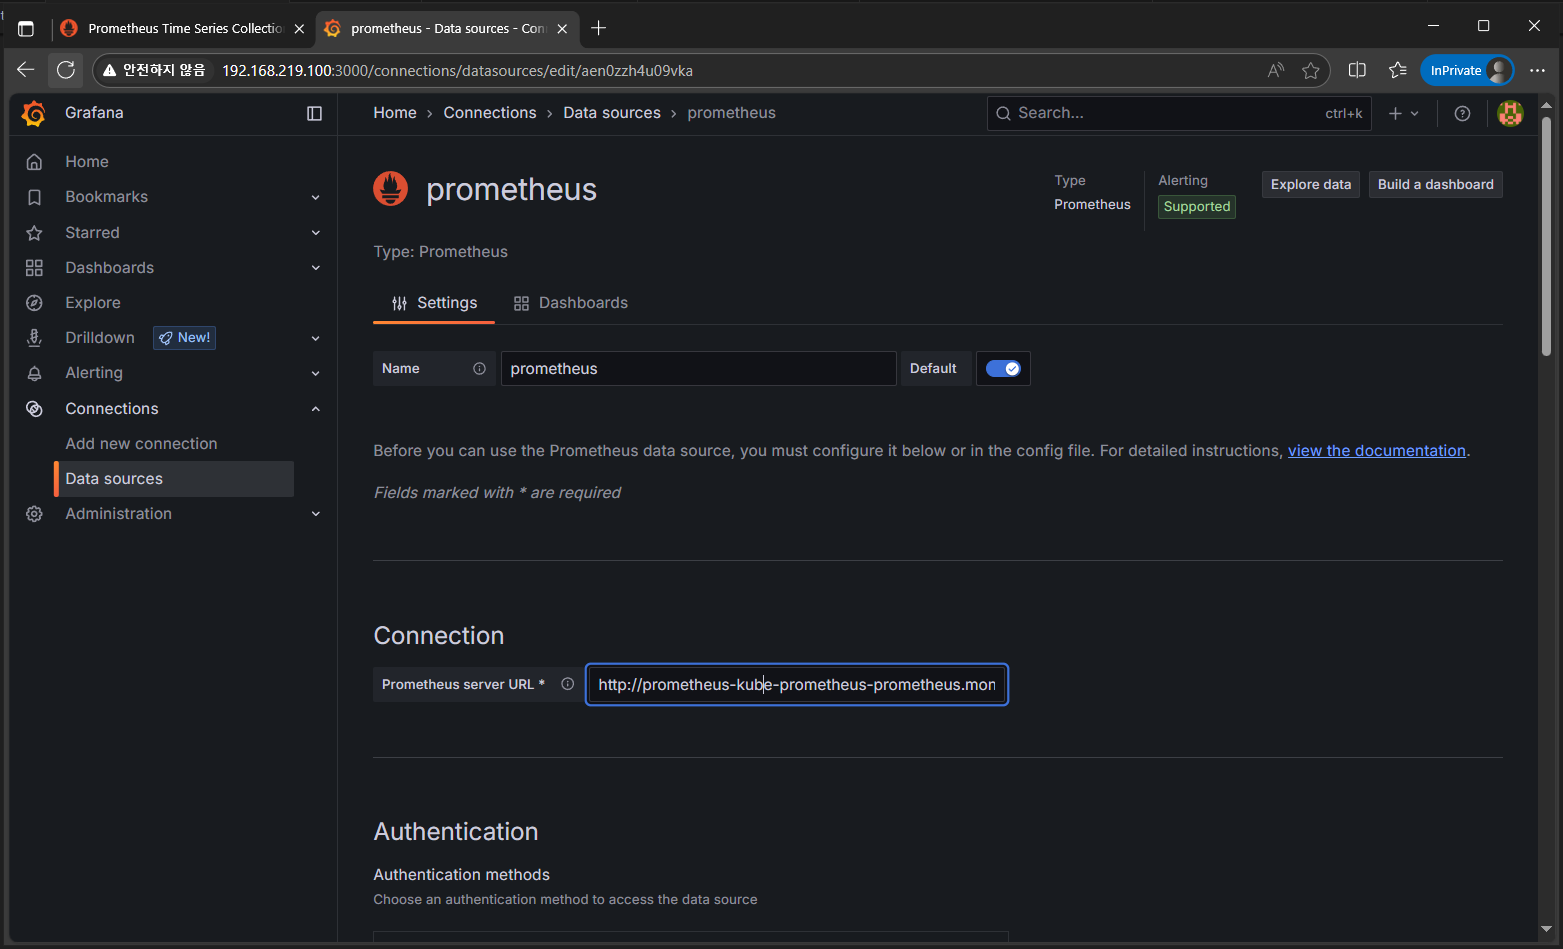 Prometheus Time Series Collectio
prometheus - Data sources - Con
안전하지 않음
192.168.219.100:3000/connections/datasources/edit/aen0zzh4u09vka
InPrivate
Grafana
Home › Connections › Data sources › prometheus
Search...
ctrl+k
Home
Bookmarks
Starred
Dashboards
Explore
Drilldown
New!
Alerting
Connections
Add new connection
Data sources
Administration
prometheus
Type
Prometheus
Alerting
Supported
Explore data
Build a dashboard
Type: Prometheus
Settings
Dashboards
Name
prometheus
Default
Before you can use the Prometheus data source, you must configure it below or in the config file. For detailed instructions, view the documentation.
Fields marked with * are required
Connection
Prometheus server URL *
http://prometheus-kube-prometheus-prometheus.mon
Authentication
Authentication methods
Choose an authentication method to access the data source